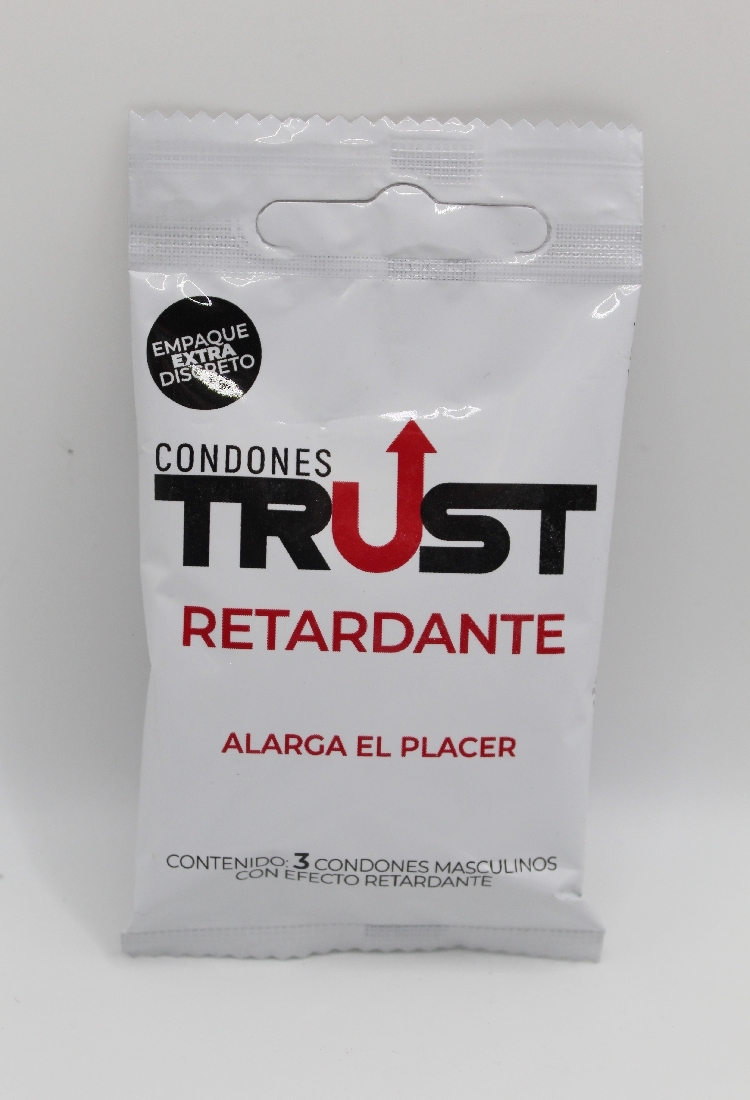 EMPAQUE
EXTRA
DISCRETO
CONDONES
TRUST
RETARDANTE
ALARGA EL PLACER
CONTENIDO: 3 CONDONES MASCULINOS
CON EFECTO RETARDANTE